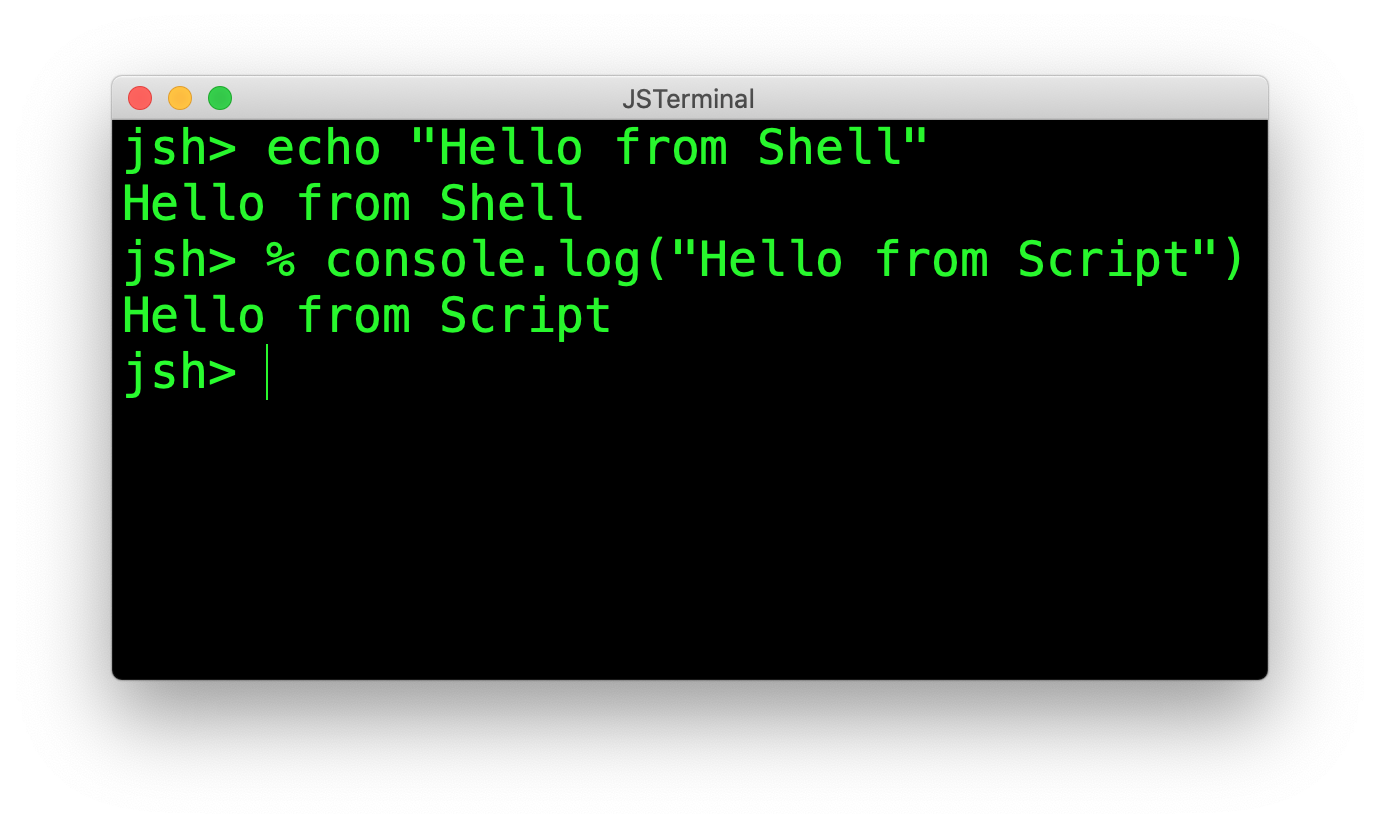 JSTerminal
jsh> echo "Hello from Shell"
Hello from Shell
jsh> % console.log("Hello from Script")
Hello from Script
jsh>